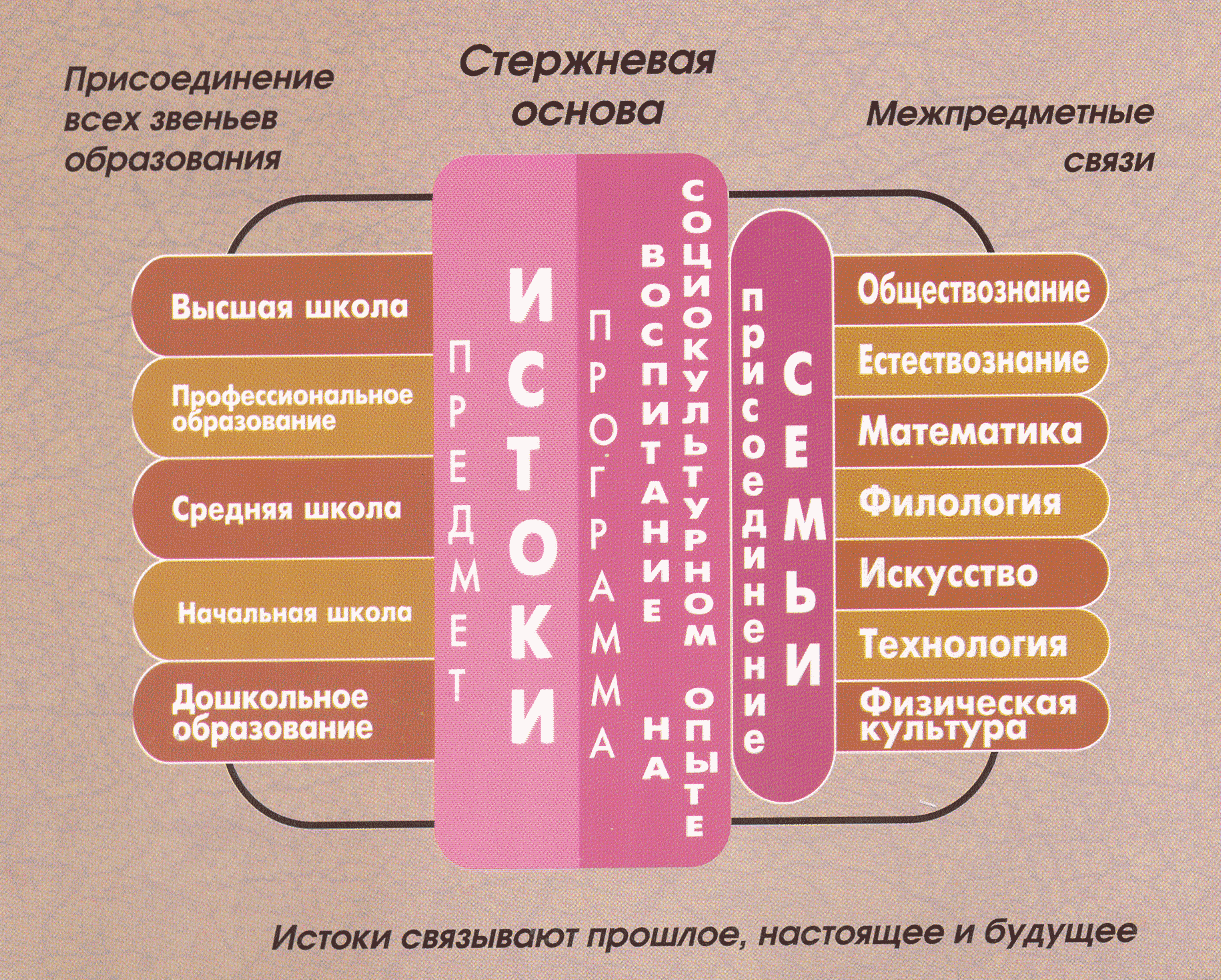 Стержневая
основа
Присоединение
всех звеньев
образования
Межпредметные
связи
Высшая школа
Профессиональное
образование
Средняя школа
Начальная школа
Дошкольное
образование
ПРЕДМЕТ
ИСТОКИ
ПРОГРАММА
ВОСПИТАНИЕ НА
СОЦИОКУЛЬТУРНОМ ОПЫТЕ
присоединение
СЕМЬИ
Обществознание
Естествознание
Математика
Филология
Искусство
Технология
Физическая
культура
Истоки связывают прошлое, настоящее и будущее